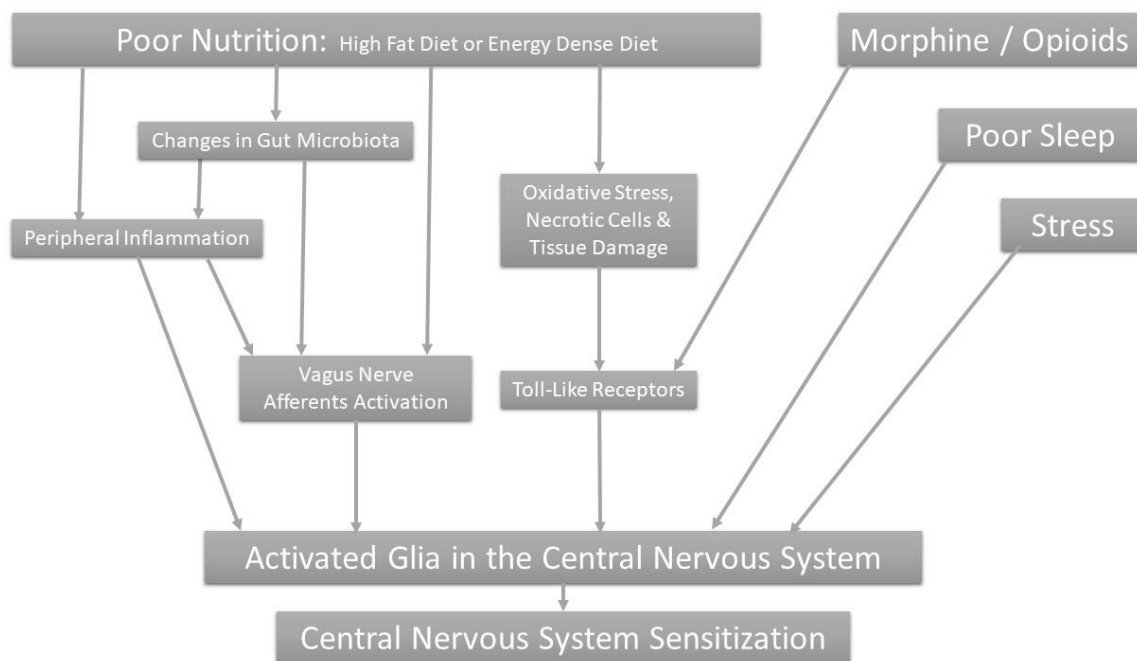 Poor Nutrition: High Fat Diet or Energy Dense Diet
Morphine / Opioids
Changes in Gut Microbiota
Poor Sleep
Oxidative Stress,
Necrotic Cells &
Tissue Damage
Stress
Peripheral Inflammation
Vagus Nerve
Afferents Activation
Toll-Like Receptors
Activated Glia in the Central Nervous System
Central Nervous System Sensitization